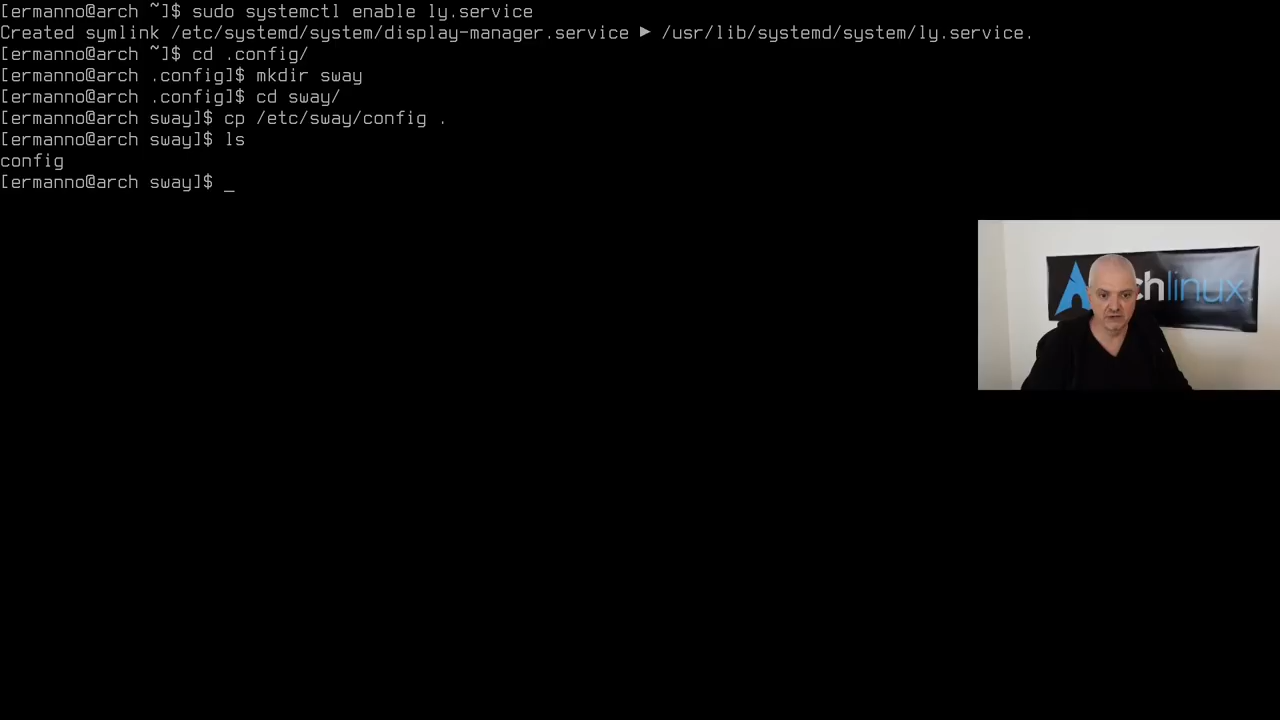 [ermanno@arch ~]$ sudo systemctl enable ly.service
Created symlink /etc/systemd/system/display-manager.service ► /usr/lib/systemd/system/ly.service.
[ermanno@arch ~]$ cd .config/
[ermanno@arch .config]$ mkdir sway
[ermanno@arch .config]$ cd sway/
[ermanno@arch sway]$ cp /etc/sway/config .
[ermanno@arch sway]$ ls
config
[ermanno@arch sway]$ _
chlinux